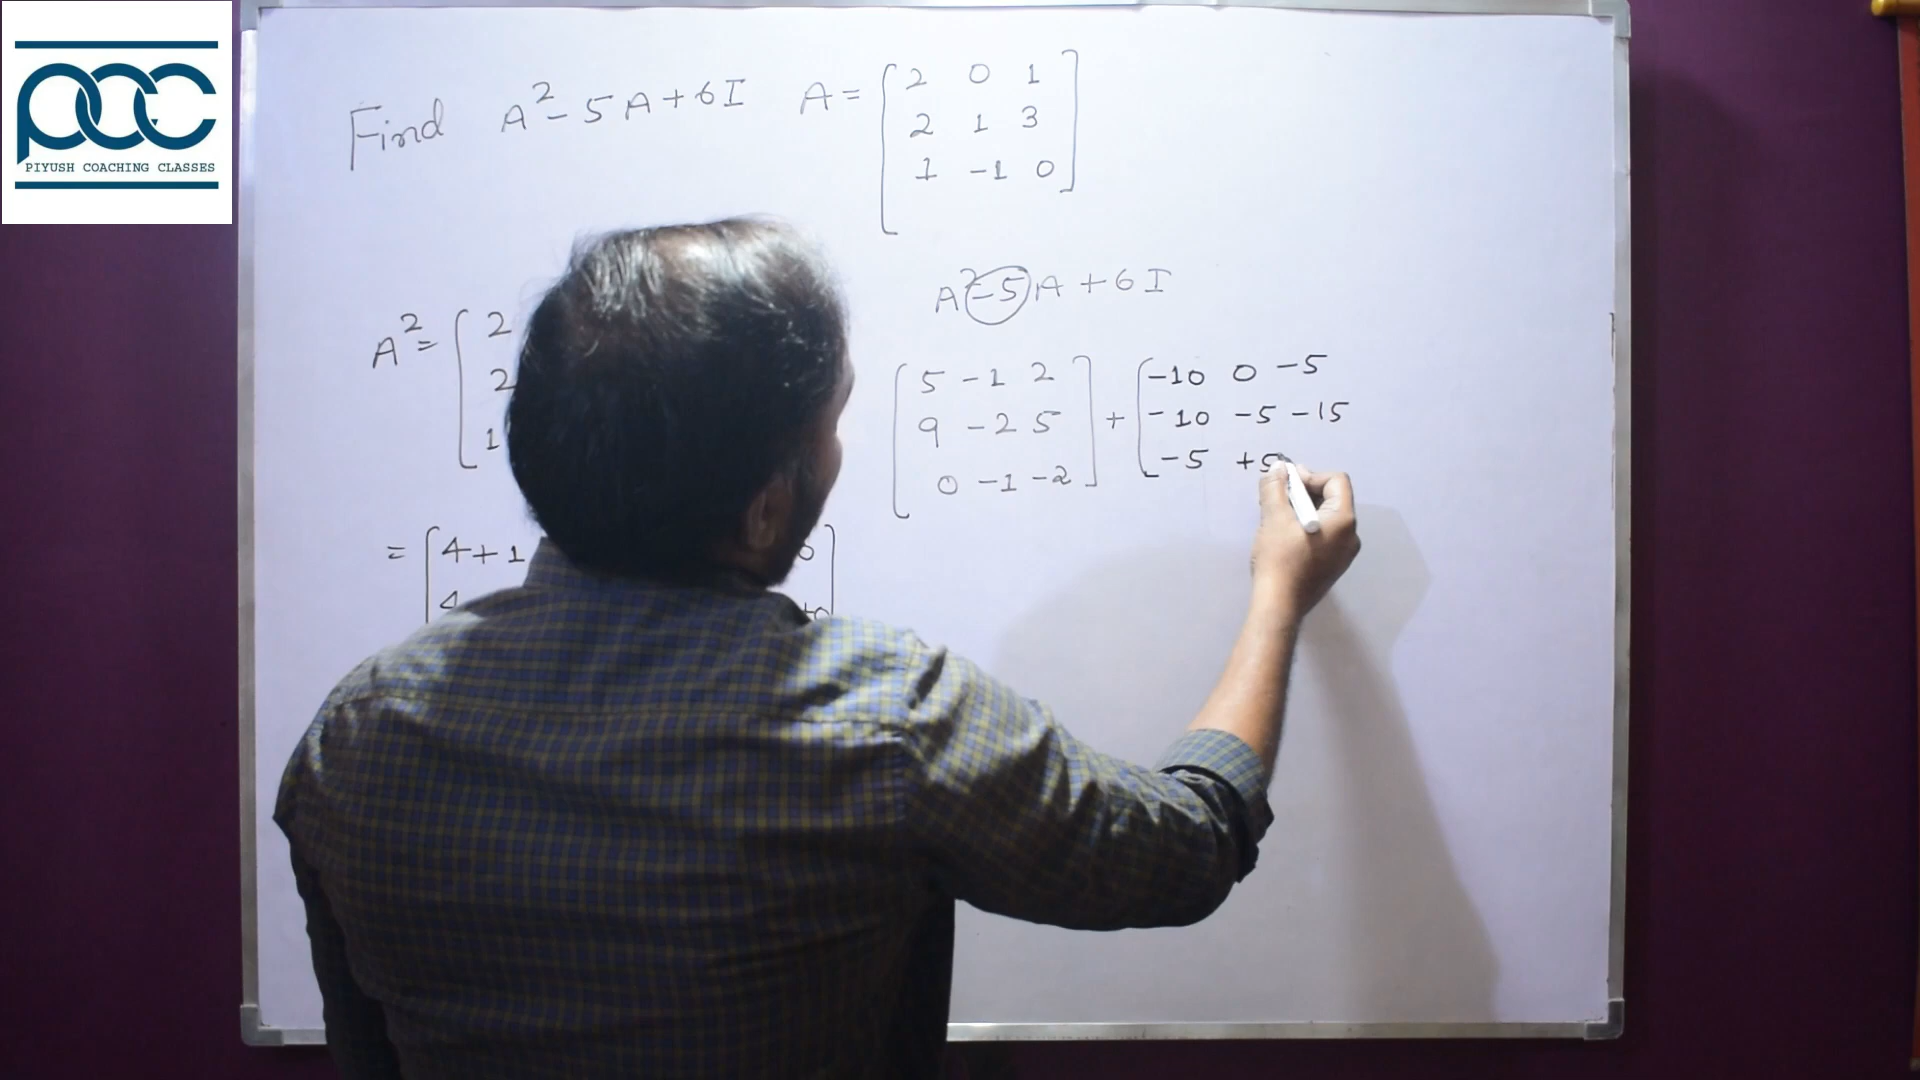 PCC
PIYUSH COACHING CLASSES
Find A²-5A+6I A= [2 0 1
2 1 3
1 -1 0]
A²-5A+6I
A²= [2
2
1
[5 -1 2
9 -2 5
0 -1 -2] + [-10 0 -5
-10 -5 -15
-5 +5
= [4+1
4